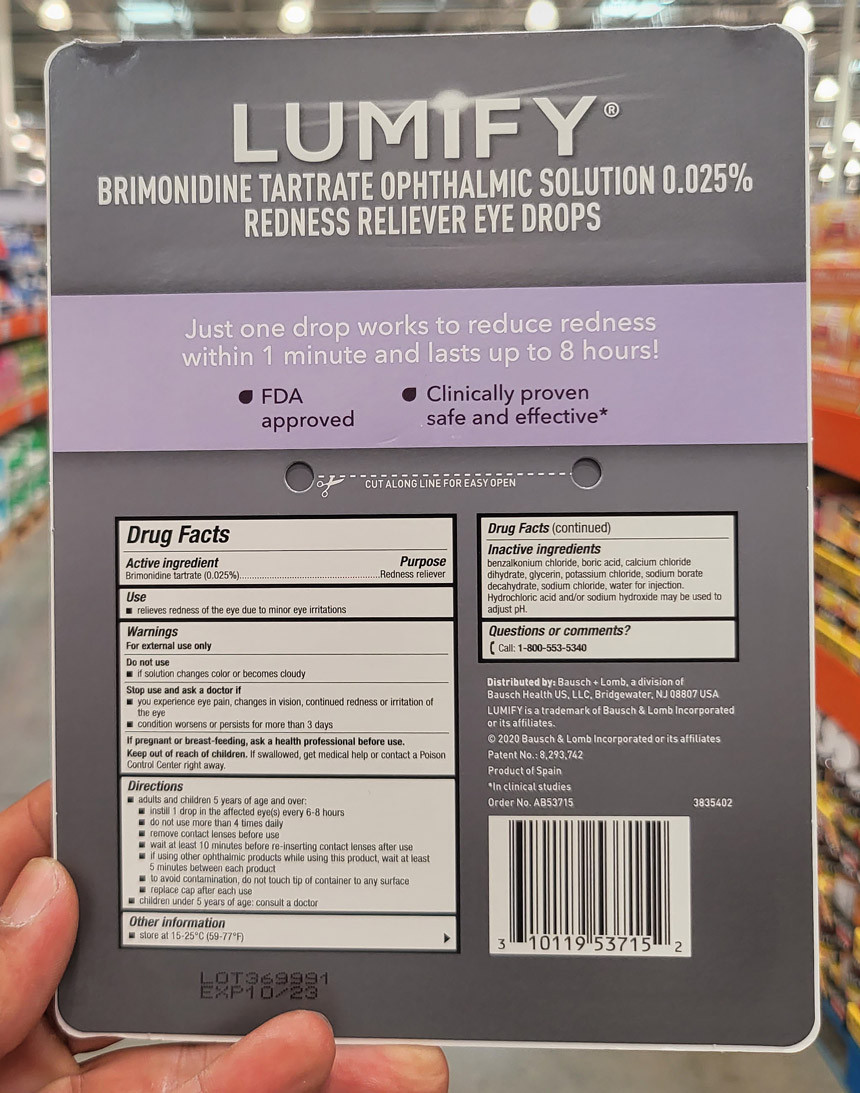 LUMIFY®
BRIMONIDINE TARTRATE OPHTHALMIC SOLUTION 0.025%
REDNESS RELIEVER EYE DROPS
Just one drop works to reduce redness
within 1 minute and lasts up to 8 hours!
FDA
approved
Clinically proven
safe and effective*
CUT ALONG LINE FOR EASY OPEN
Drug Facts
Active ingredient Purpose
Brimonidine tartrate (0.025%)..........Redness reliever
Use
■ relieves redness of the eye due to minor eye irritations
Warnings
For external use only
Do not use
■ if solution changes color or becomes cloudy
Stop use and ask a doctor if
■ you experience eye pain, changes in vision, continued redness or irritation of
the eye
■ condition worsens or persists for more than 3 days
If pregnant or breast-feeding, ask a health professional before use.
Keep out of reach of children. If swallowed, get medical help or contact a Poison
Control Center right away.
Directions
■ adults and children 5 years of age and over:
■ instill 1 drop in the affected eye(s) every 6-8 hours
■ do not use more than 4 times daily
■ remove contact lenses before use
■ wait at least 10 minutes before re-inserting contact lenses after use
■ if using other ophthalmic products while using this product, wait at least
5 minutes between each product
■ to avoid contamination, do not touch tip of container to any surface
■ replace cap after each use
■ children under 5 years of age: consult a doctor
Other information
■ store at 15-25°C (59-77°F)
Drug Facts (continued)
Inactive ingredients
benzalkonium chloride, boric acid, calcium chloride
dihydrate, glycerin, potassium chloride, sodium borate
decahydrate, sodium chloride, water for injection.
Hydrochloric acid and/or sodium hydroxide may be used to
adjust pH.
Questions or comments?
Call: 1-800-553-5340
Distributed by: Bausch + Lomb, a division of
Bausch Health US, LLC, Bridgewater, NJ 08807 USA
LUMIFY is a trademark of Bausch & Lomb Incorporated
or its affiliates.
© 2020 Bausch & Lomb Incorporated or its affiliates
Patent No.: 8,293,742
Product of Spain
*In clinical studies
Order No. AB53715 3835402
3 10119 53715 2
LOT369991
EXP10/23